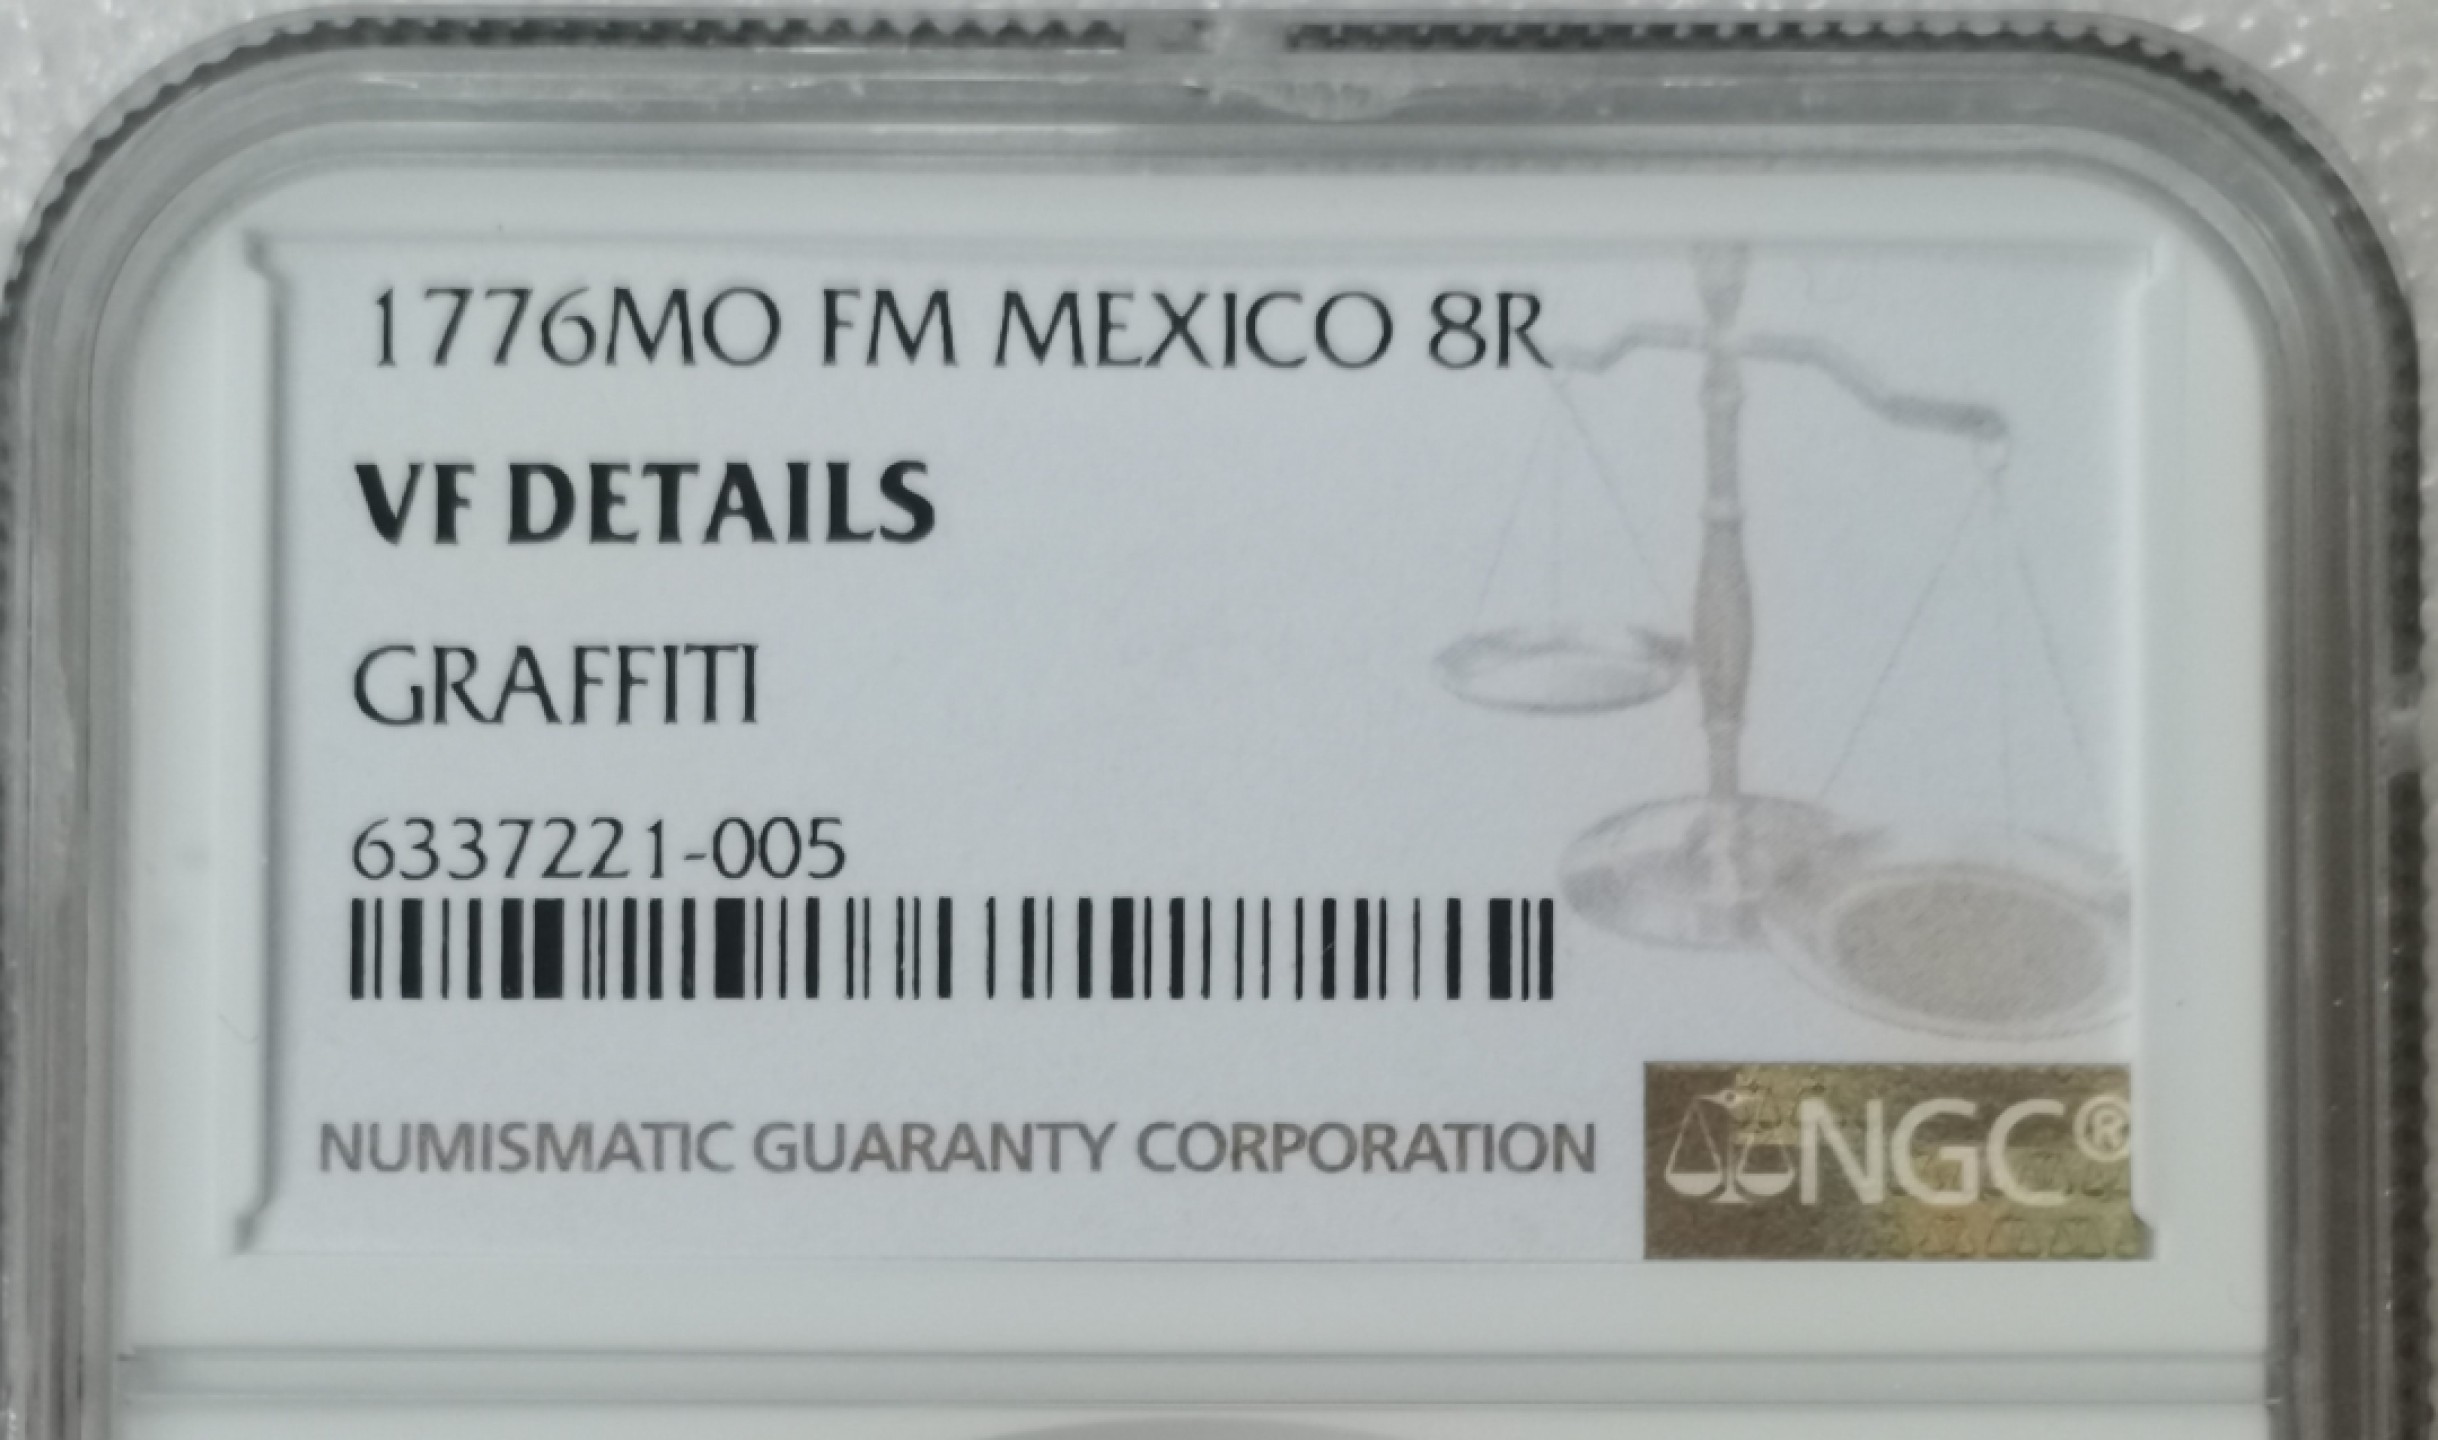 1776MO FM MEXICO 8R
VF DETAILS
GRAFFITI
6337221-005
NUMISMATIC GUARANTY CORPORATION
NGC®